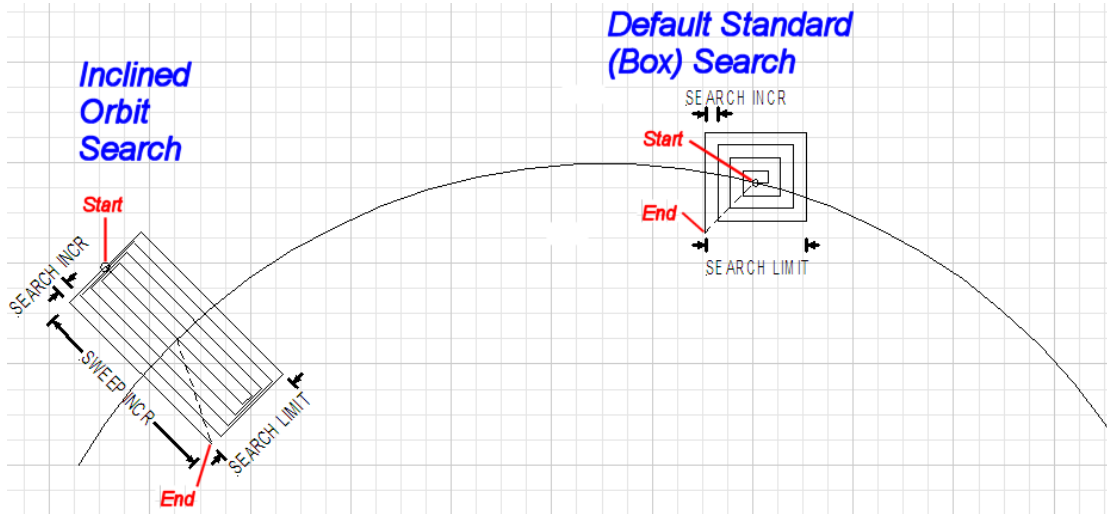 Inclined
Orbit
Search
Start
SEARCH INCR
SWEEP INCR
SEARCH LIMIT
End
Default Standard
(Box) Search
SEARCH INCR
Start
End
SEARCH LIMIT